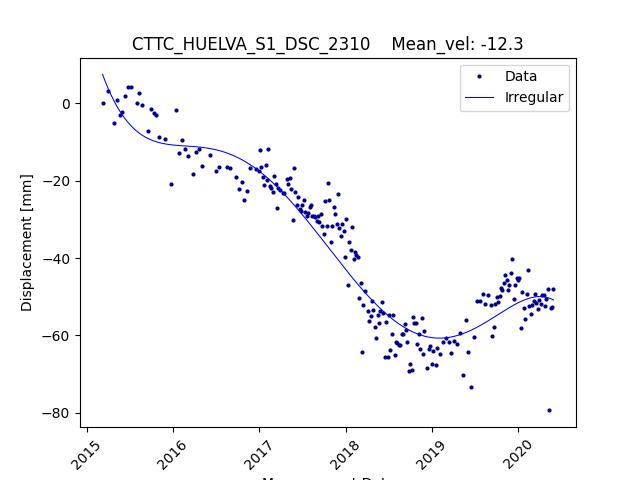 CTTC_HUELVA_S1_DSC_2310    Mean_vel: -12.3
Data
Irregular
Displacement [mm]
0
−20
−40
−60
−80
2015
2016
2017
2018
2019
2020